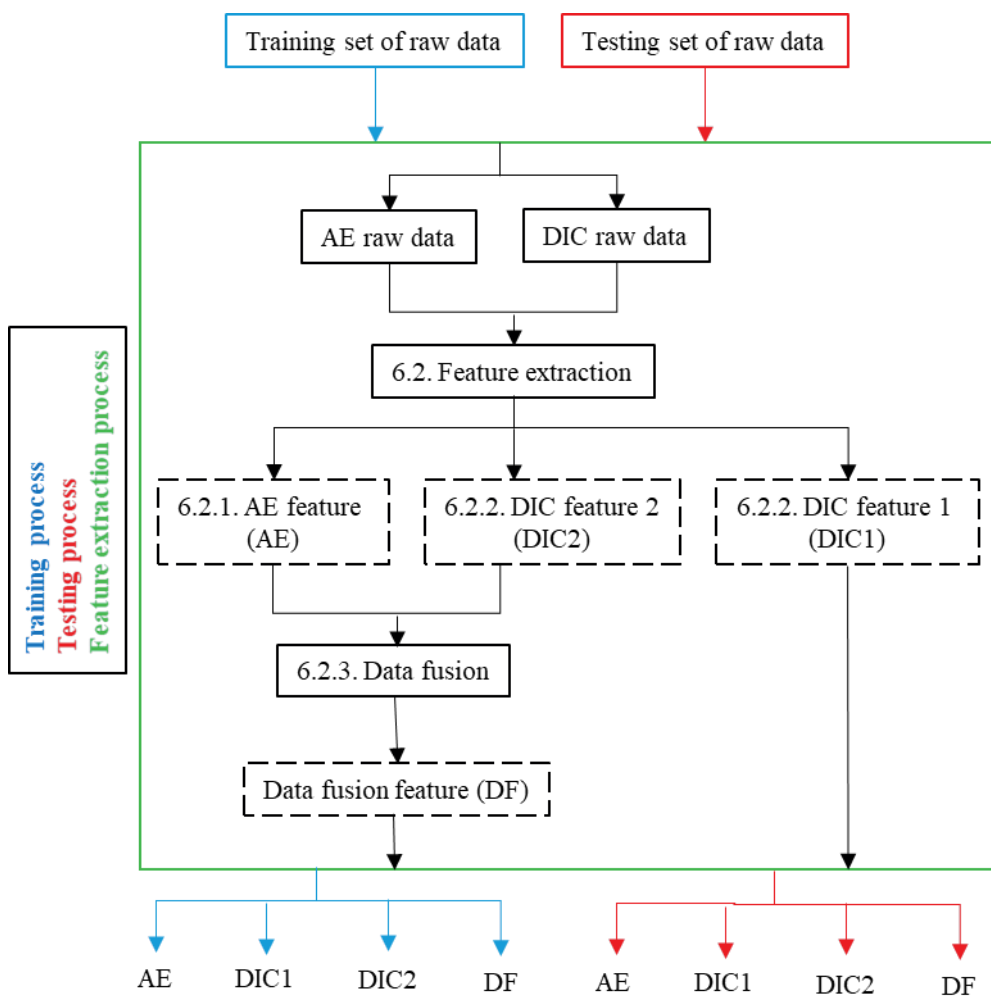 Training set of raw data
Testing set of raw data
AE raw data
DIC raw data
6.2. Feature extraction
Training process
Testing process
Feature extraction process
6.2.1. AE feature
(AE)
6.2.2. DIC feature 2
(DIC2)
6.2.2. DIC feature 1
(DIC1)
6.2.3. Data fusion
Data fusion feature (DF)
AE
DIC1
DIC2
DF
AE
DIC1
DIC2
DF